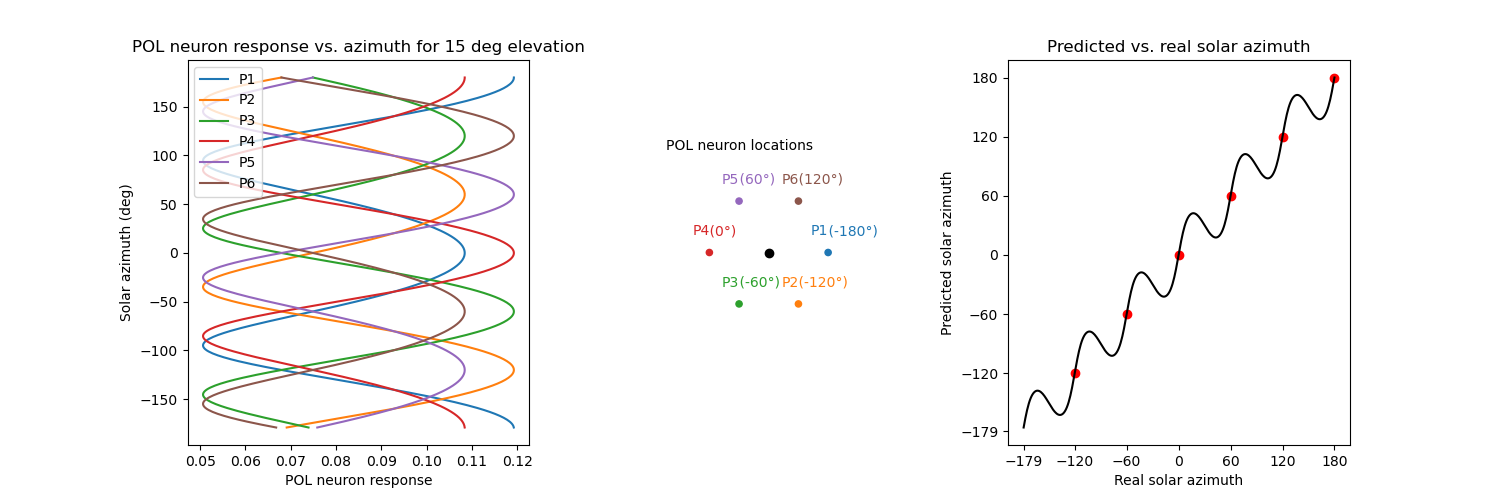 POL neuron response vs. azimuth for 15 deg elevation
P1
P2
P3
P4
P5
P6
150
100
50
0
−50
−100
−150
Solar azimuth (deg)
0.05 0.06 0.07 0.08 0.09 0.10 0.11 0.12
POL neuron response
POL neuron locations
P5(60°) P6(120°)
P4(0°) P1(-180°)
P3(-60°) P2(-120°)
Predicted vs. real solar azimuth
180
120
60
0
−60
−120
−179
Predicted solar azimuth
−179 −120 −60 0 60 120 180
Real solar azimuth